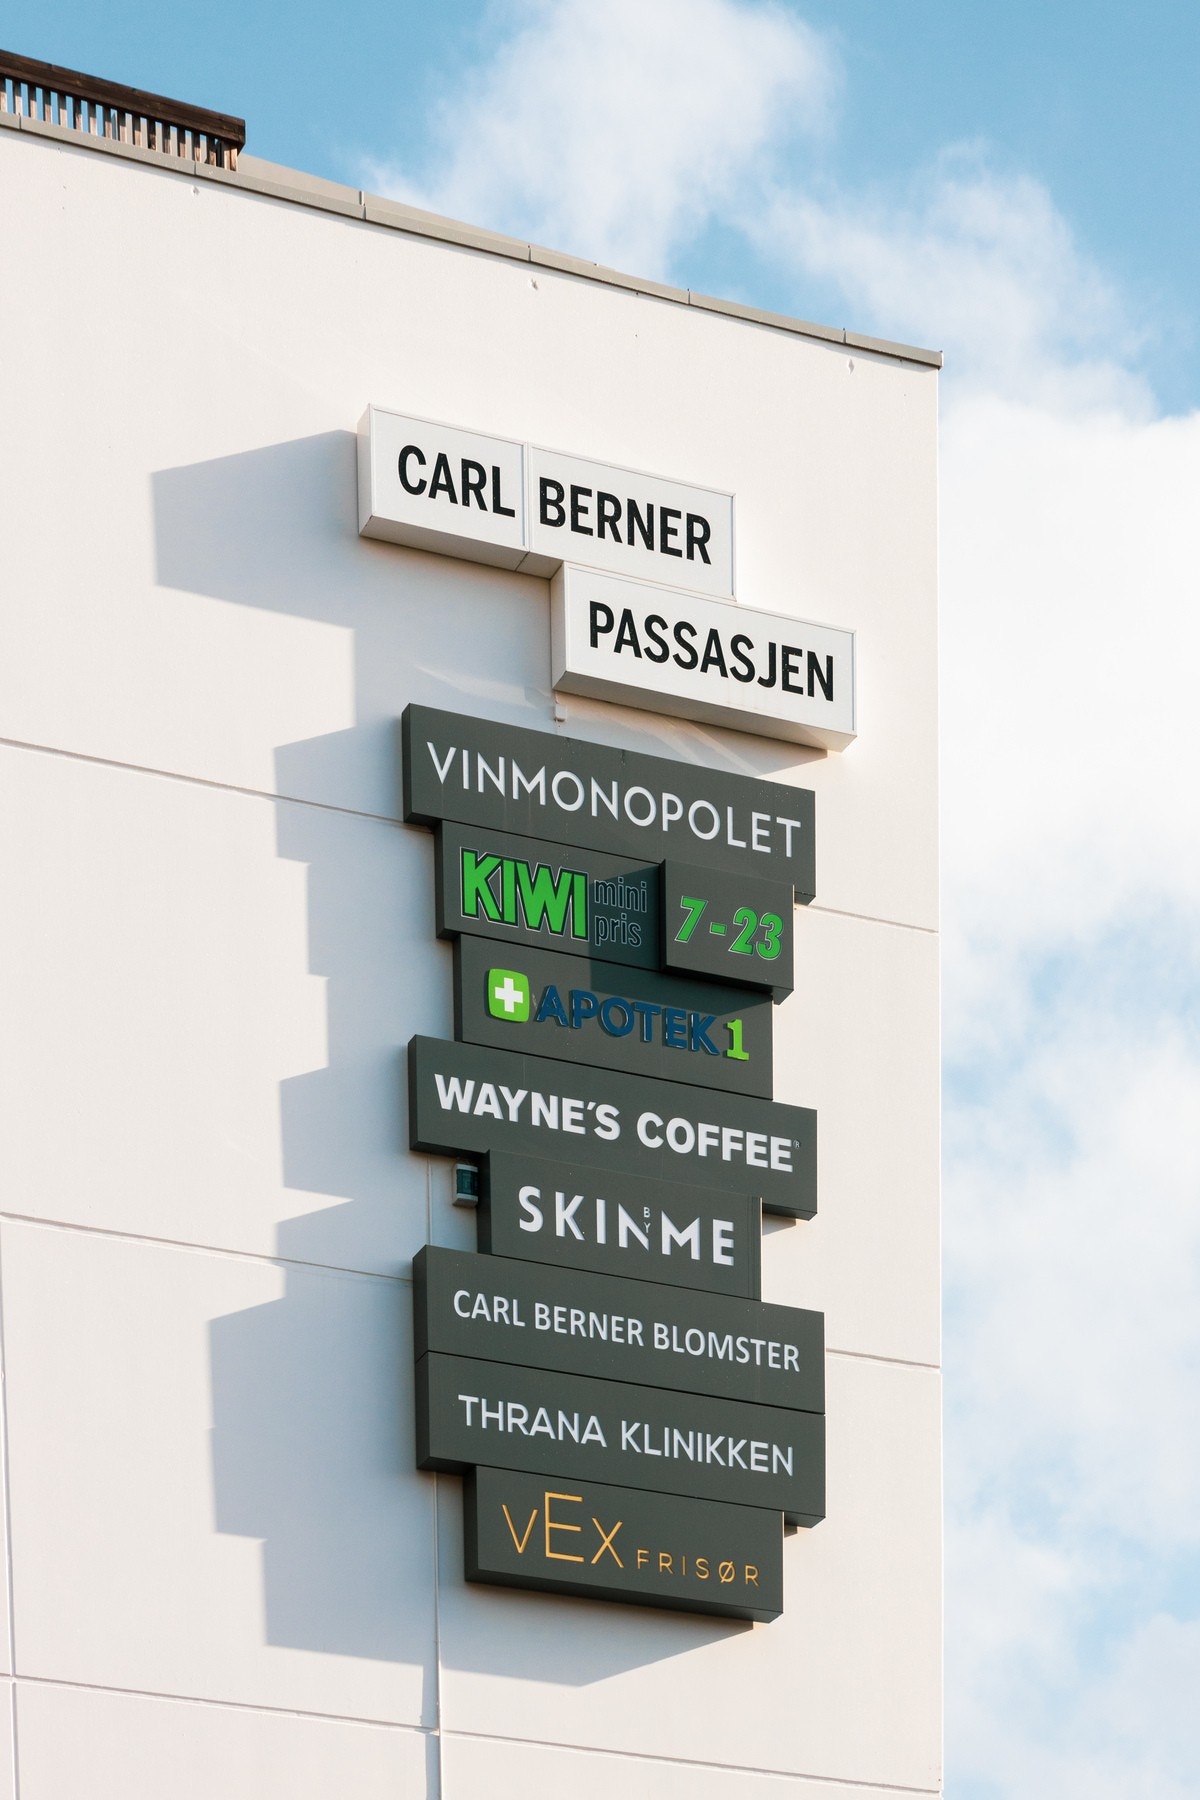 CARL BERNER
PASSASJEN
VINMONOPOLET
KIWI mini pris 7-23
APOTEK 1
WAYNE'S COFFEE®
SKIN BY ME
CARL BERNER BLOMSTER
THRANA KLINIKKEN
VEX FRISØR